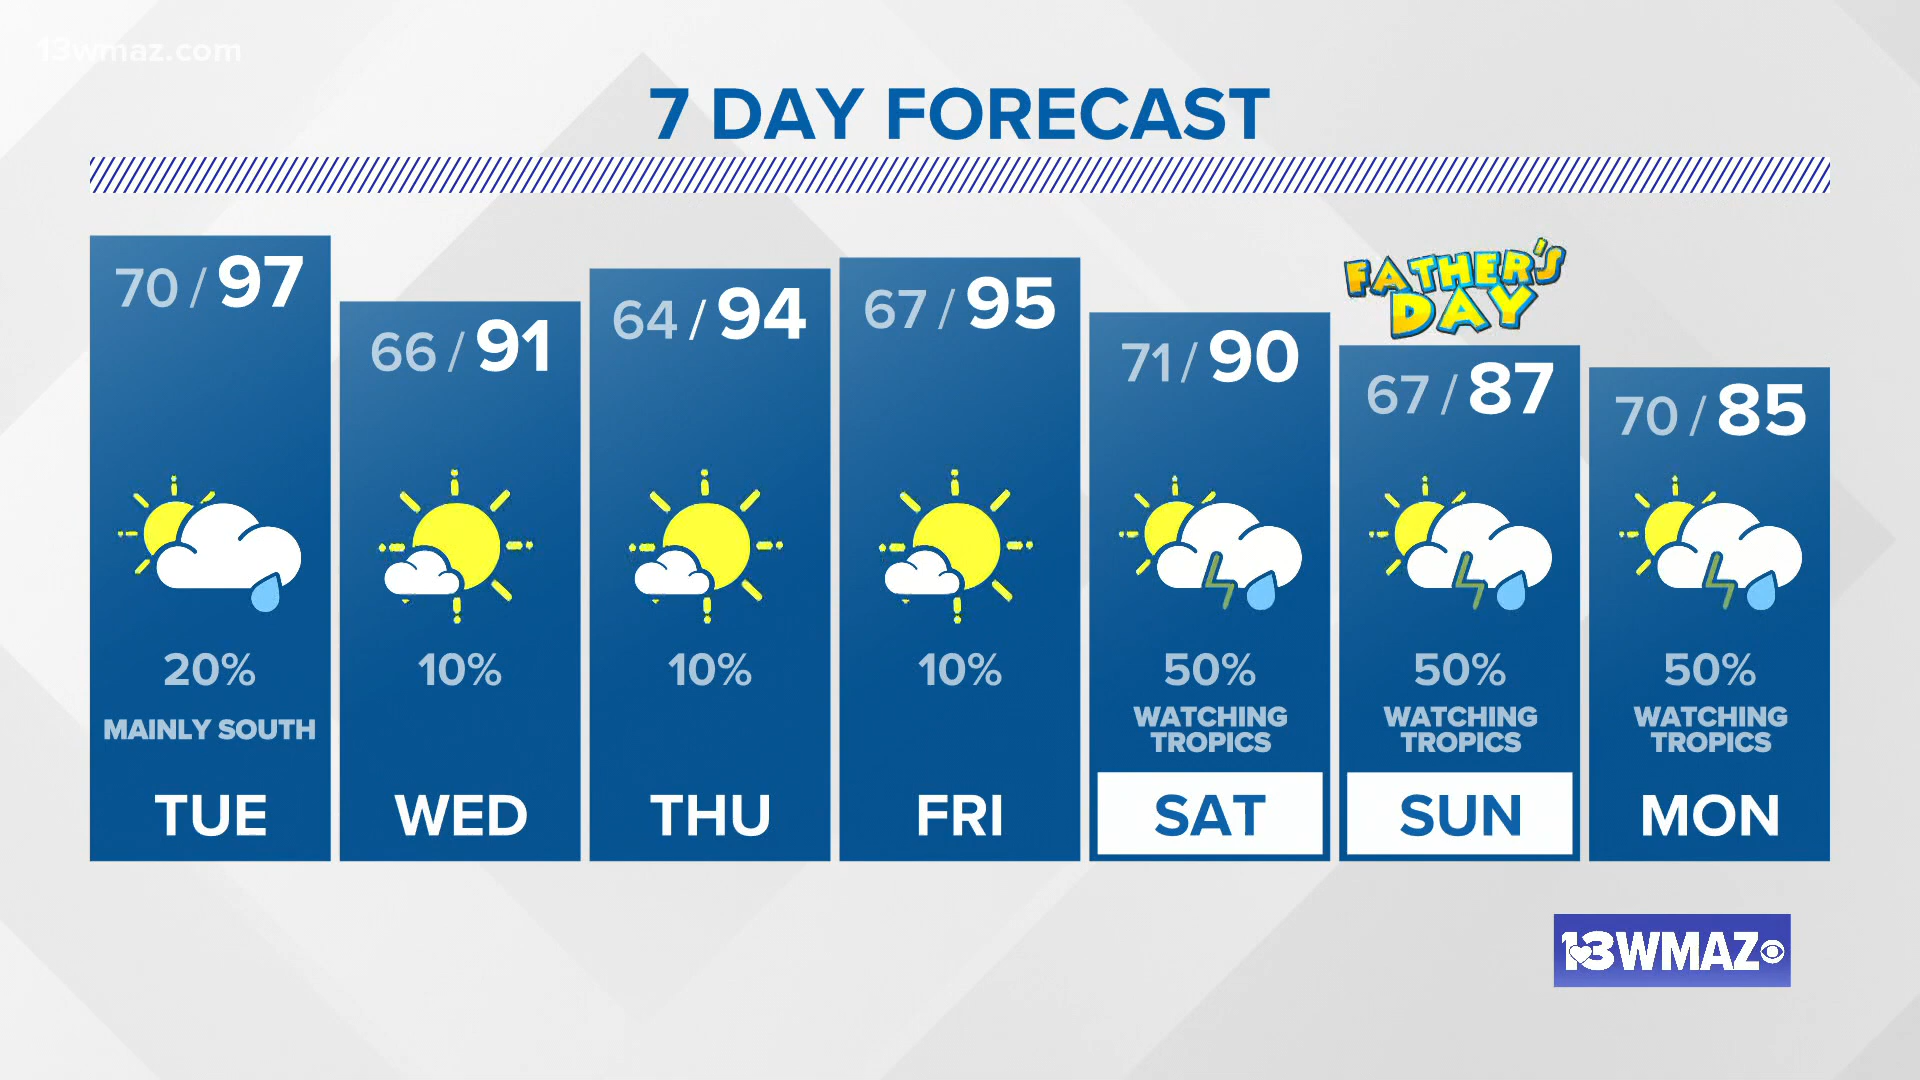 13wmaz.com
7 DAY FORECAST
70 / 97
MAINLY SOUTH
20%
TUE
66 / 91
10%
WED
64 / 94
10%
THU
67 / 95
10%
FRI
71 / 90
50%
WATCHING
TROPICS
SAT
FATHER'S
DAY
67 / 87
50%
WATCHING
TROPICS
SUN
70 / 85
50%
WATCHING
TROPICS
MON
13WMAZ